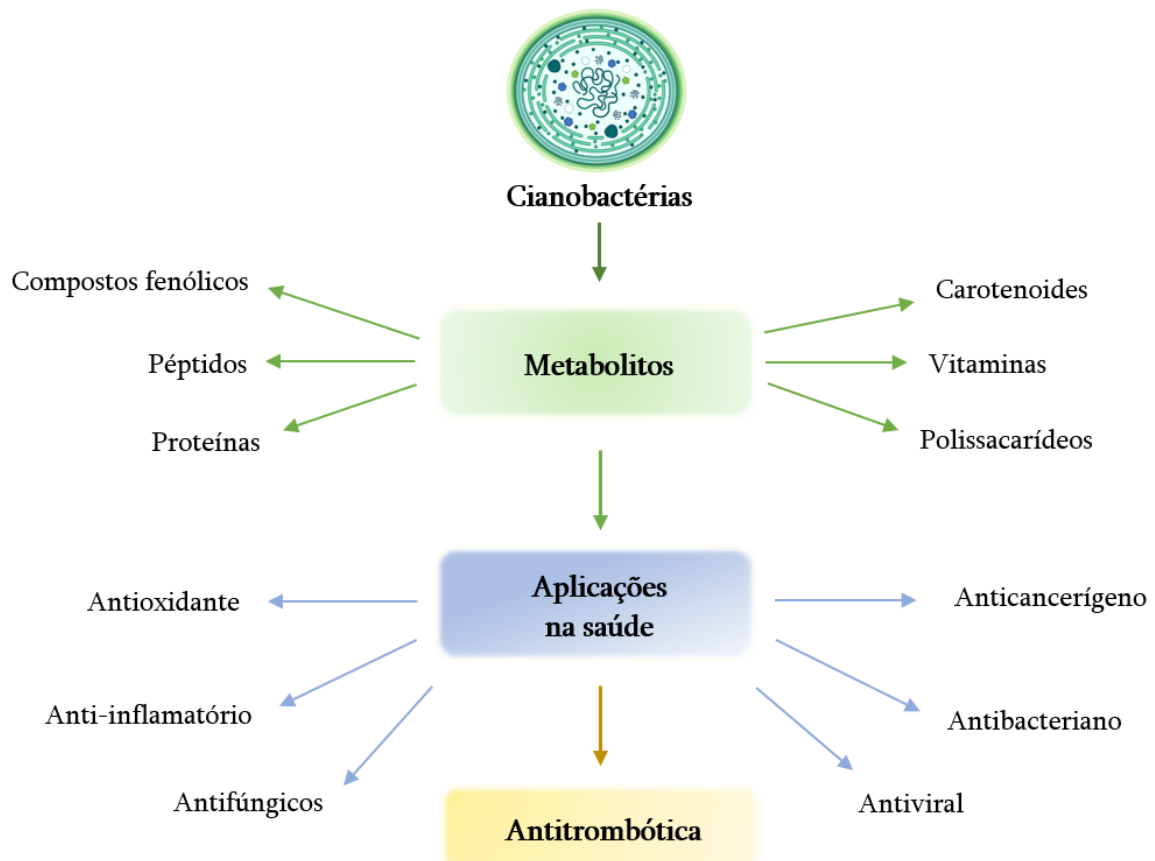 Cianobactérias
Compostos fenólicos
Carotenoides
Metabolitos
Péptidos
Vitaminas
Proteínas
Polissacarídeos
Aplicações
na saúde
Antioxidante
Anticancerígeno
Anti-inflamatório
Antibacteriano
Antifúngicos
Antiviral
Antitrombótica